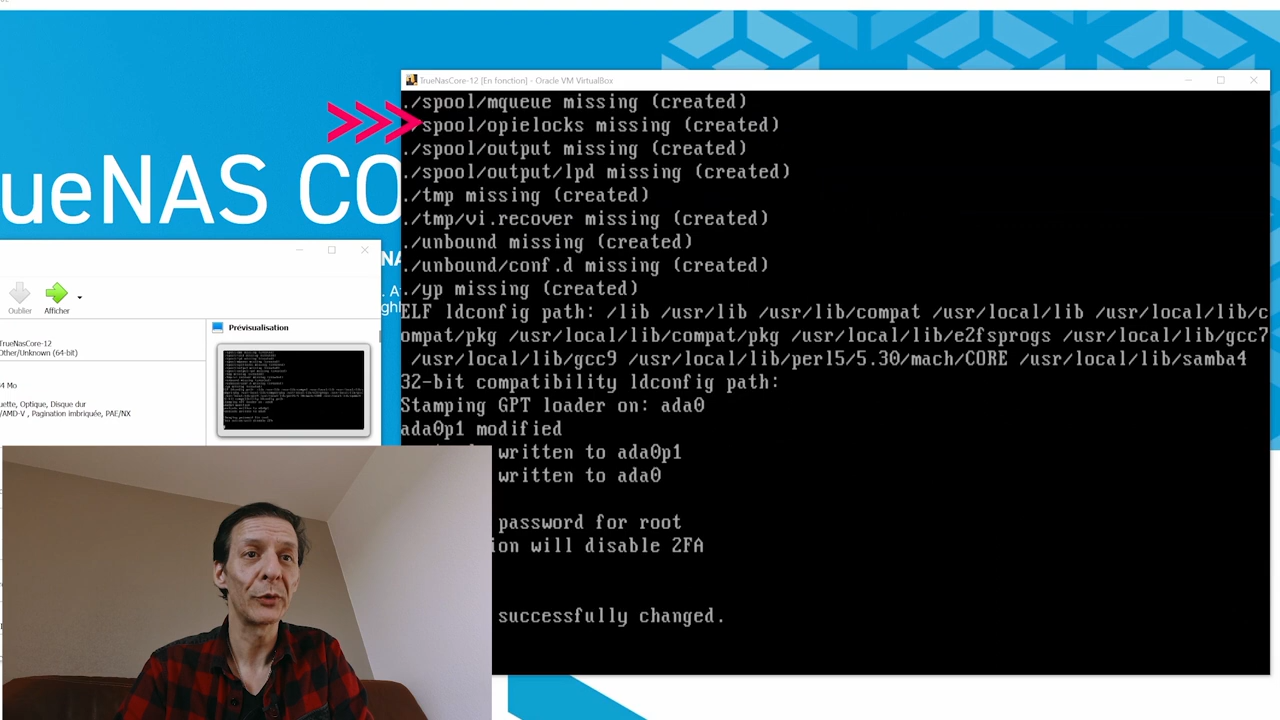 TrueNasCore-12 [En fonction] - Oracle VM VirtualBox
./spool/mqueue missing (created)
spool/opielocks missing (created)
./spool/output missing (created)
./spool/output/lpd missing (created)
./tmp missing (created)
./tmp/vi.recover missing (created)
./unbound missing (created)
./unbound/conf.d missing (created)
./yp missing (created)
ELF ldconfig path: /lib /usr/lib /usr/lib/compat /usr/local/lib /usr/local/lib/c
ompat/pkg /usr/local/lib/compat/pkg /usr/local/lib/e2fsprogs /usr/local/lib/gcc7
/usr/local/lib/gcc9 /usr/local/lib/perl5/5.30/mach/CORE /usr/local/lib/samba4
32-bit compatibility ldconfig path:
Stamping GPT loader on: ada0
ada0p1 modified
written to ada0p1
written to ada0
password for root
ion will disable 2FA
successfully changed.
ueNAS CO
NA
. A
gh
Oublier
Afficher
Prévisualisation
TrueNasCore-12
Other/Unknown (64-bit)
4 Mo
uette, Optique, Disque dur
/AMD-V , Pagination imbriquée, PAE/NX